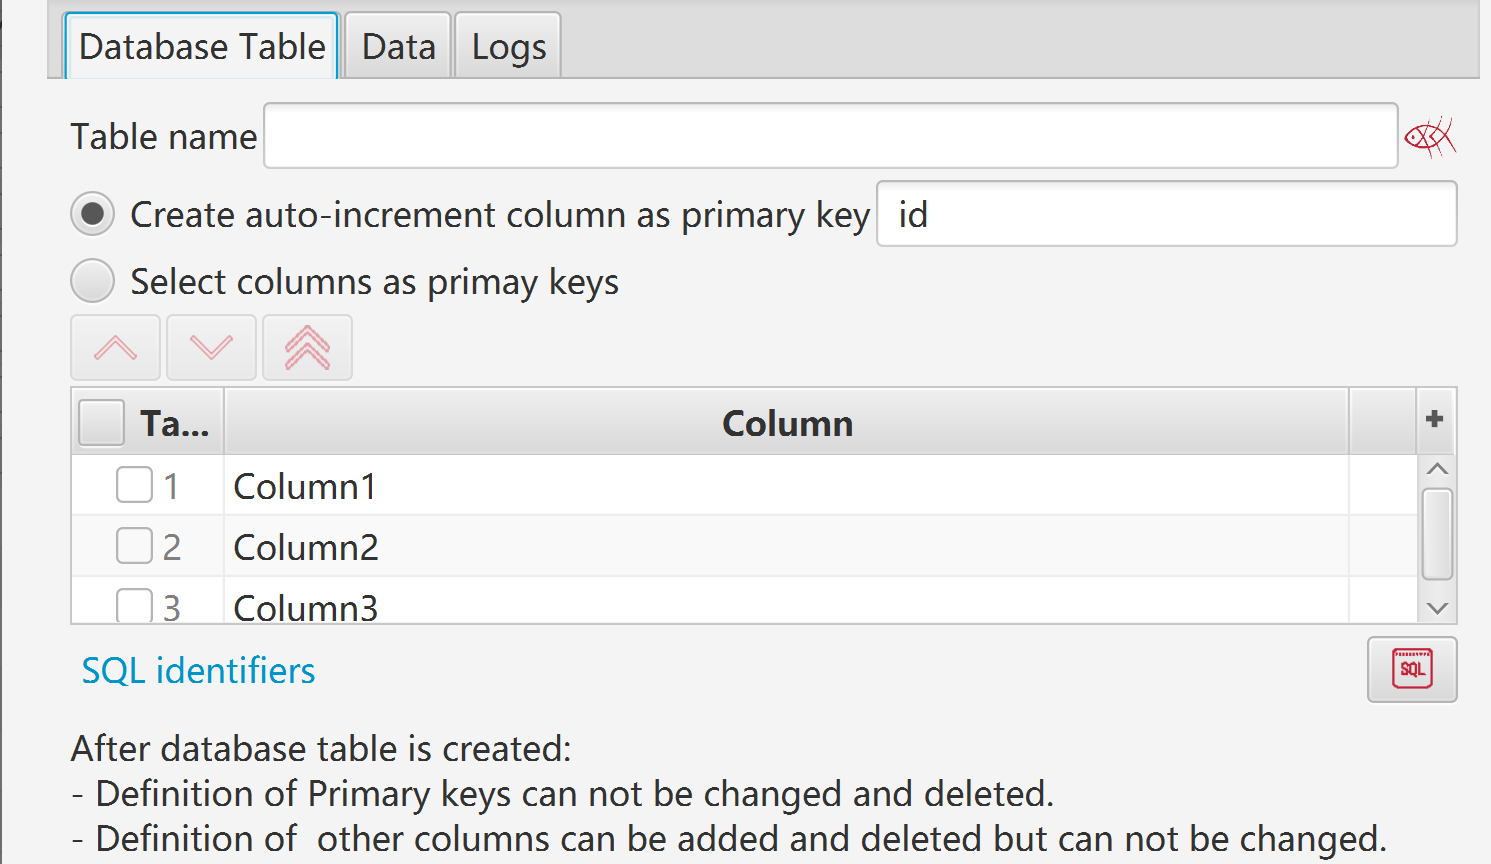 Database Table Data Logs
Table name
Create auto-increment column as primary key id
Select columns as primay keys
Ta... Column +
1 Column1
2 Column2
3 Column3
SQL identifiers SQL
After database table is created:
- Definition of Primary keys can not be changed and deleted.
- Definition of  other columns can be added and deleted but can not be changed.